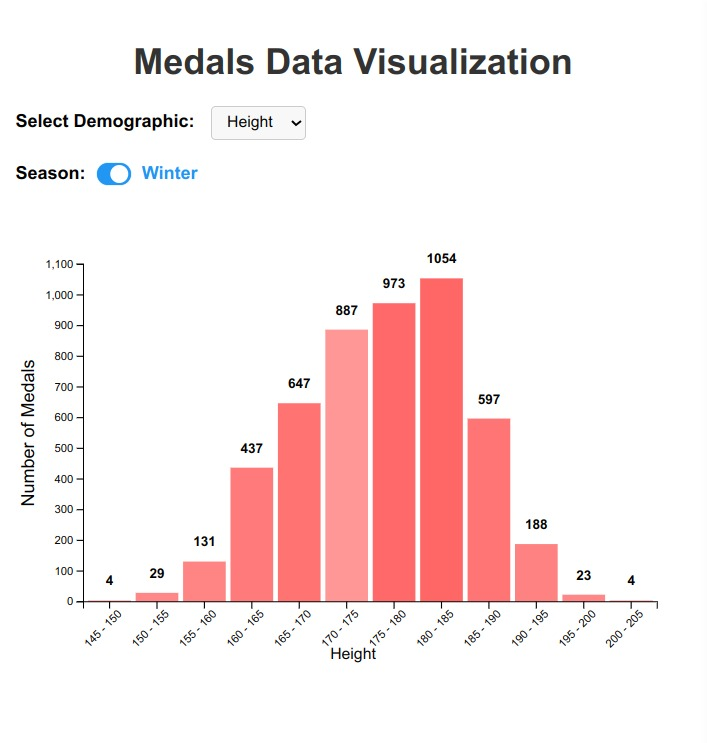 Medals Data Visualization
Select Demographic: Height
Season: Winter
1054
973
887
647
597
437
188
131
29
23
4
4
1,100
1,000
900
800
700
600
500
400
300
200
100
0
Number of Medals
145 - 150
150 - 155
155 - 160
160 - 165
165 - 170
170 - 175
175 - 180
180 - 185
185 - 190
190 - 195
195 - 200
200 - 205
Height